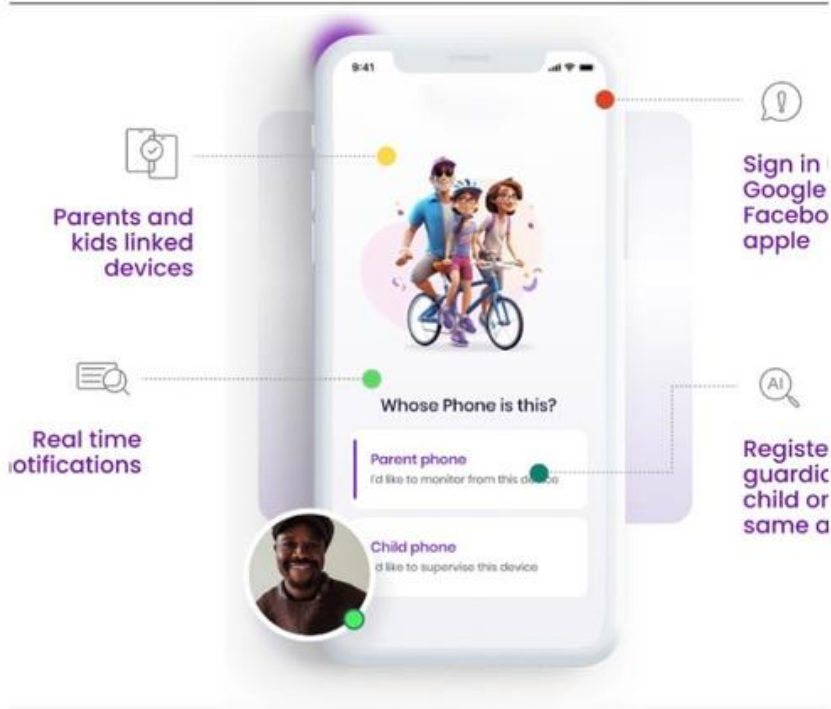 9:41
Parents and
kids linked
devices
Sign in
Google
Facebo
apple
Whose Phone is this?
Real time
otifications
Parent phone
I'd like to monitor from this device
AI
Registe
guardic
child or
same a
Child phone
'd like to supervise this device